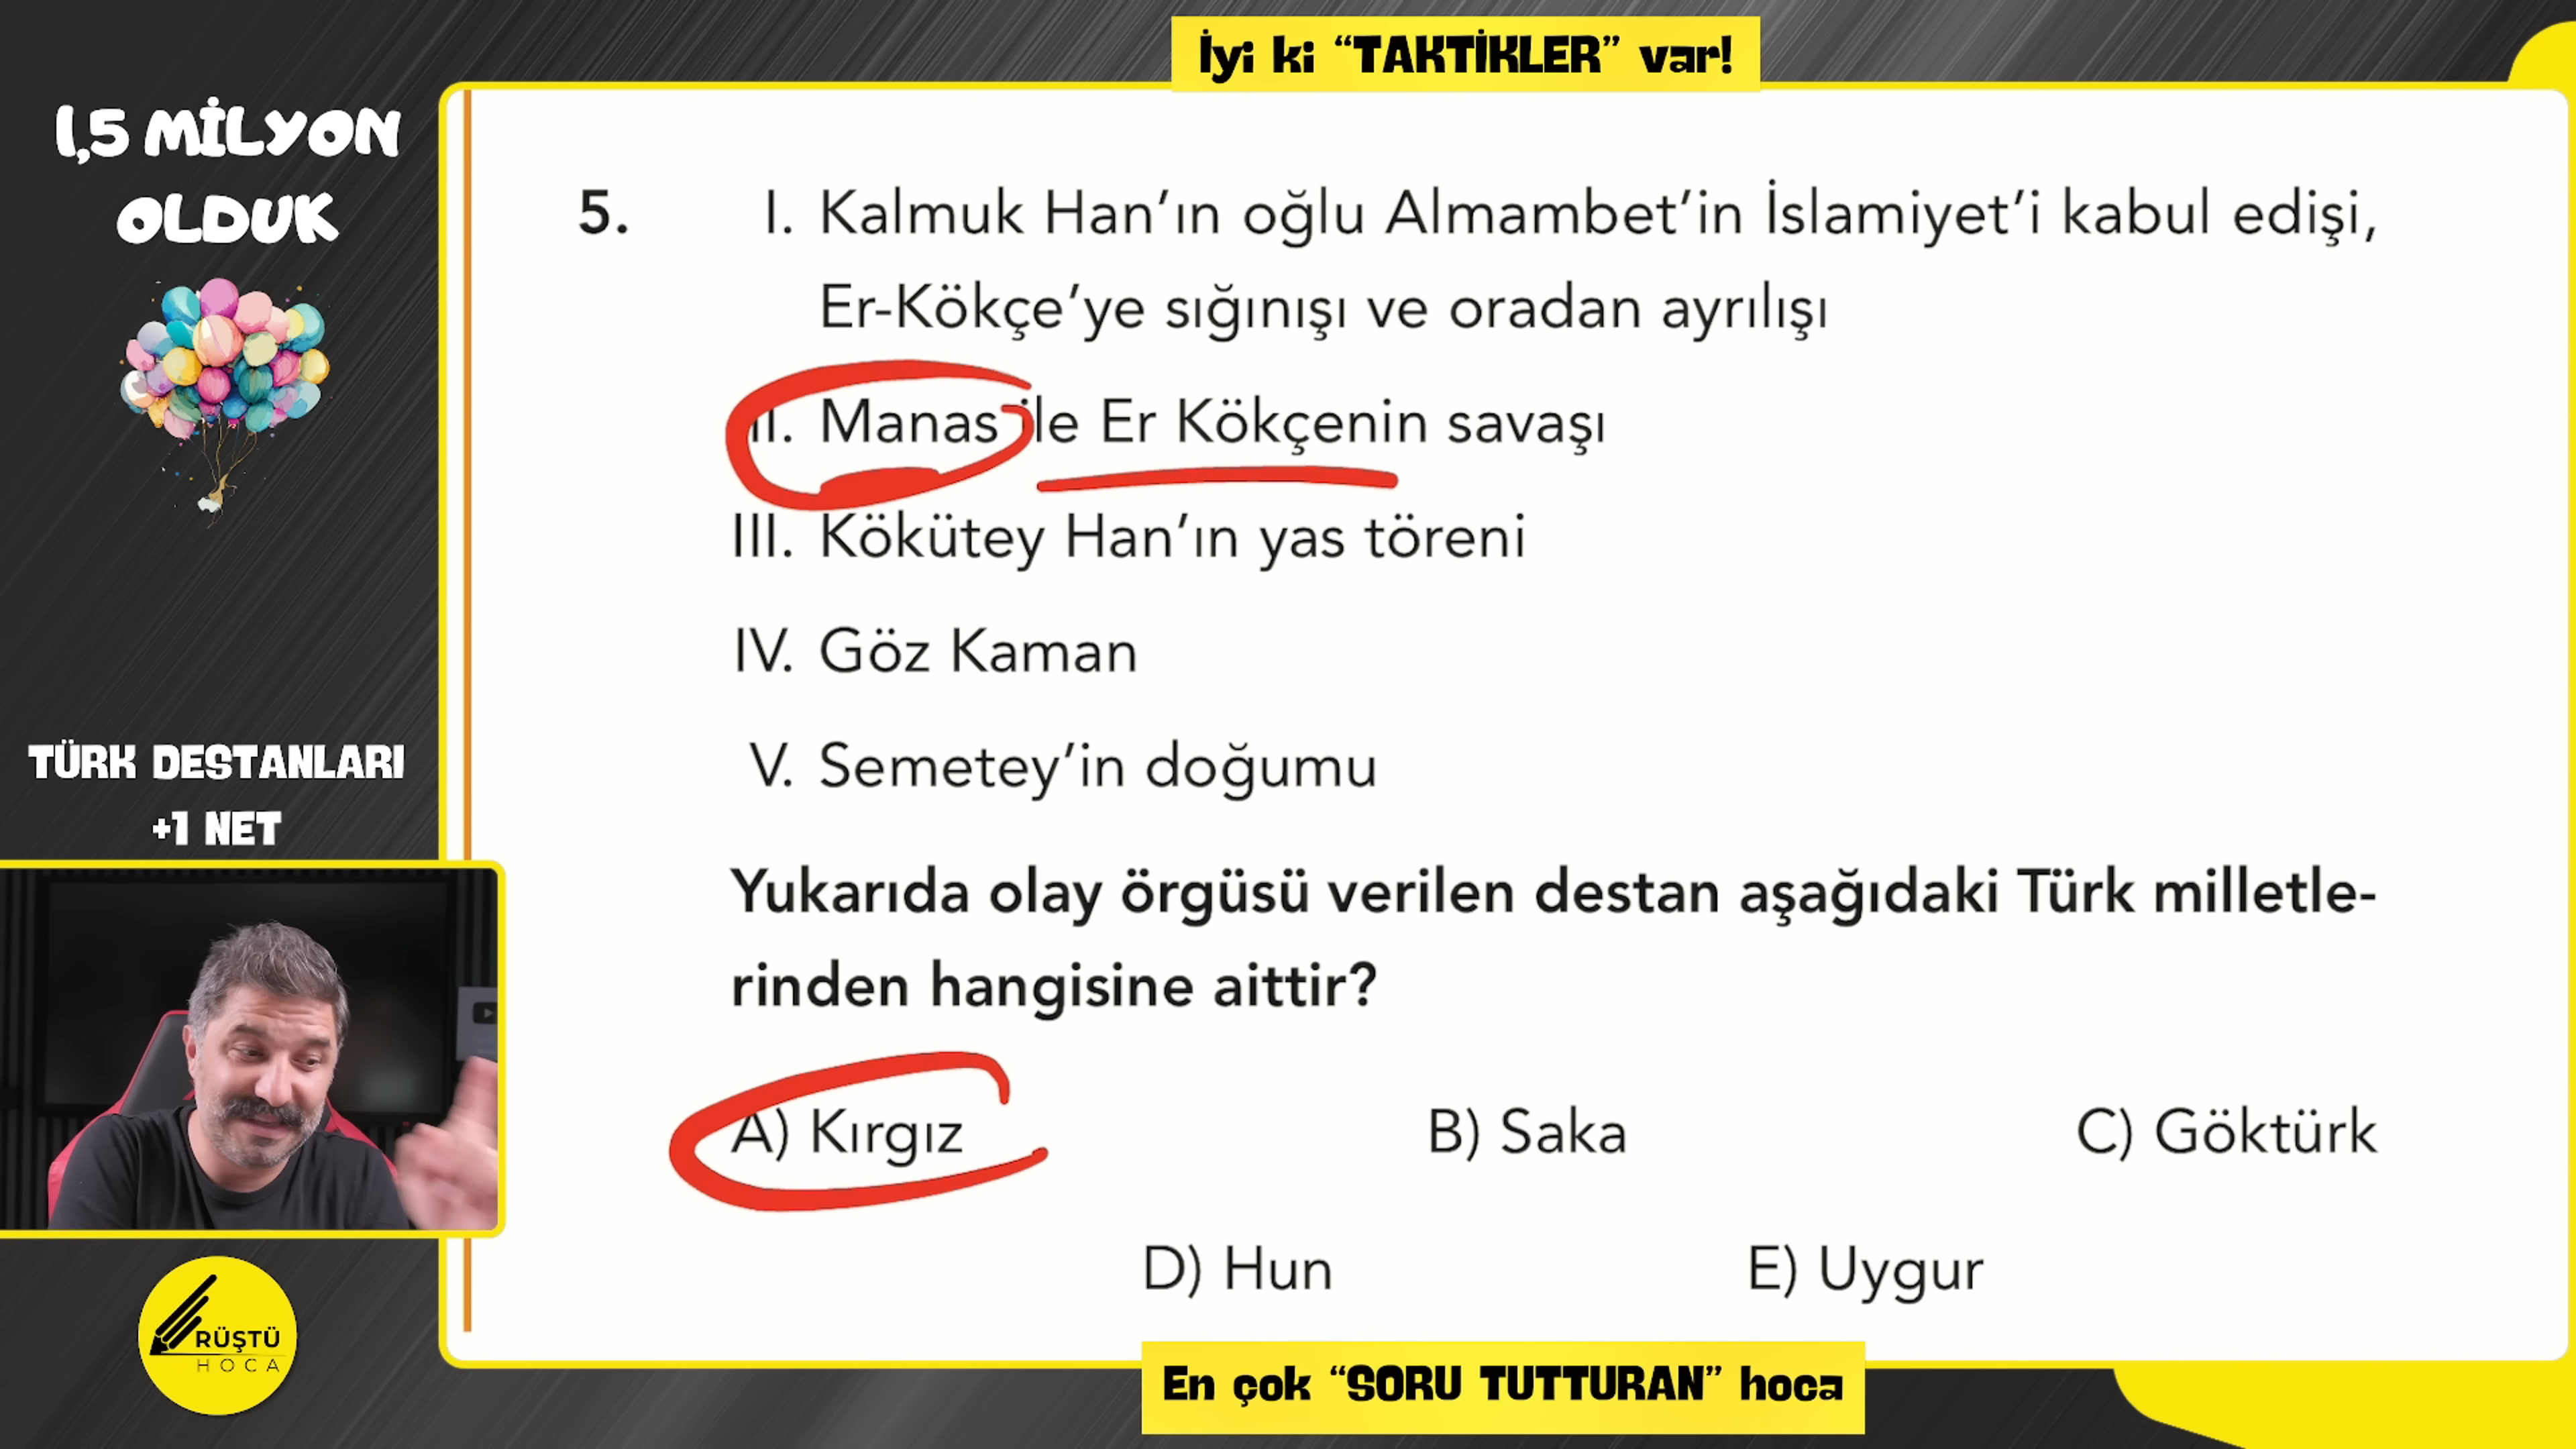 İyi ki “TAKTİKLER” var!
1,5 MİLYON
OLDUK
5. I. Kalmuk Han’ın oğlu Almambet’in İslamiyet’i kabul edişi,
Er-Kökçe’ye sığınışı ve oradan ayrılışı
II. Manas ile Er Kökçenin savaşı
III. Kökütey Han’ın yas töreni
IV. Göz Kaman
V. Semetey’in doğumu
Yukarıda olay örgüsü verilen destan aşağıdaki Türk milletle-
rinden hangisine aittir?
A) Kırgız B) Saka C) Göktürk
D) Hun E) Uygur
TÜRK DESTANLARI
+1 NET
RÜŞTÜ
HOCA
En çok “SORU TUTTURAN” hoca